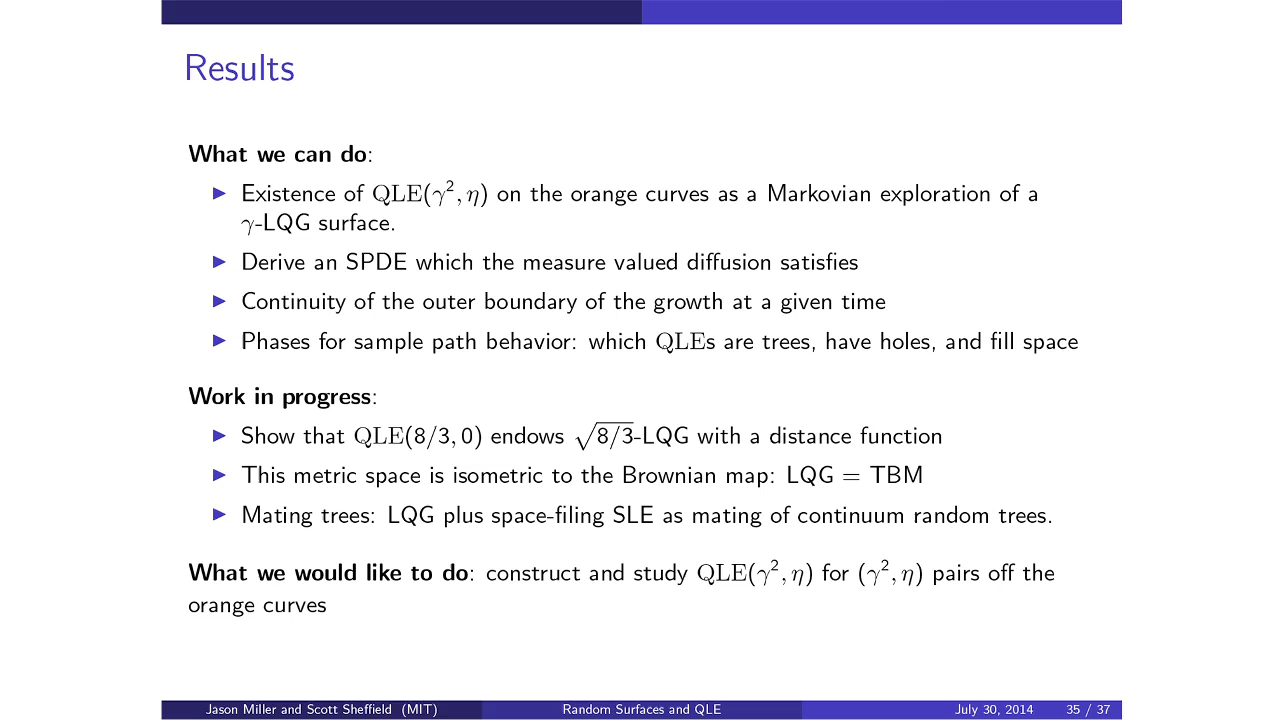 Results
What we can do:
▶ Existence of QLE(γ², η) on the orange curves as a Markovian exploration of a
γ-LQG surface.
▶ Derive an SPDE which the measure valued diffusion satisfies
▶ Continuity of the outer boundary of the growth at a given time
▶ Phases for sample path behavior: which QLEs are trees, have holes, and fill space
Work in progress:
▶ Show that QLE(8/3, 0) endows √8/3-LQG with a distance function
▶ This metric space is isometric to the Brownian map: LQG = TBM
▶ Mating trees: LQG plus space-filing SLE as mating of continuum random trees.
What we would like to do: construct and study QLE(γ², η) for (γ², η) pairs off the
orange curves
Jason Miller and Scott Sheffield (MIT) Random Surfaces and QLE July 30, 2014 35 / 37